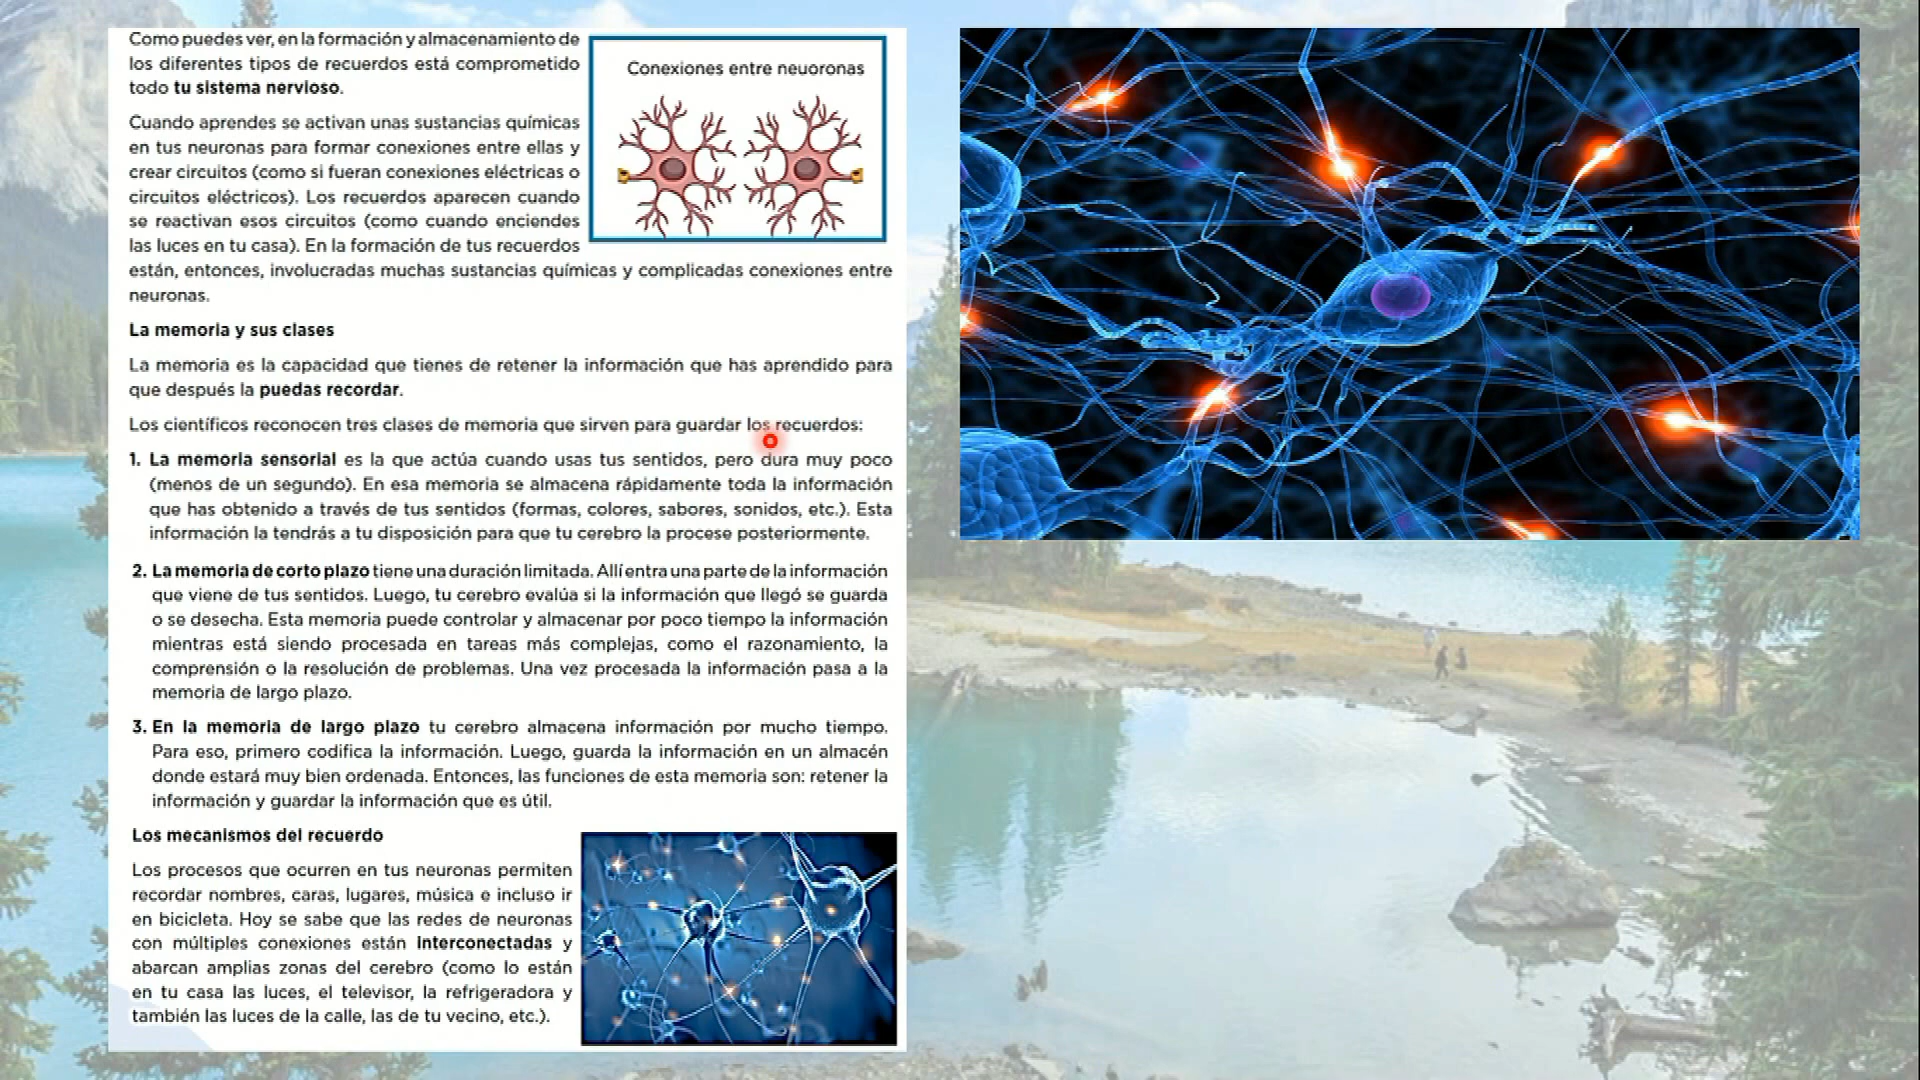 Como puedes ver, en la formación y almacenamiento de
los diferentes tipos de recuerdos está comprometido
todo tu sistema nervioso.
Conexiones entre neuoronas
Cuando aprendes se activan unas sustancias químicas
en tus neuronas para formar conexiones entre ellas y
crear circuitos (como si fueran conexiones eléctricas o
circuitos eléctricos). Los recuerdos aparecen cuando
se reactivan esos circuitos (como cuando enciendes
las luces en tu casa). En la formación de tus recuerdos
están, entonces, involucradas muchas sustancias químicas y complicadas conexiones entre
neuronas.
La memoria y sus clases
La memoria es la capacidad que tienes de retener la información que has aprendido para
que después la puedas recordar.
Los científicos reconocen tres clases de memoria que sirven para guardar los recuerdos:
1. La memoria sensorial es la que actúa cuando usas tus sentidos, pero dura muy poco
(menos de un segundo). En esa memoria se almacena rápidamente toda la información
que has obtenido a través de tus sentidos (formas, colores, sabores, sonidos, etc.). Esta
información la tendrás a tu disposición para que tu cerebro la procese posteriormente.
2. La memoria de corto plazo tiene una duración limitada. Allí entra una parte de la información
que viene de tus sentidos. Luego, tu cerebro evalúa si la información que llegó se guarda
o se desecha. Esta memoria puede controlar y almacenar por poco tiempo la información
mientras está siendo procesada en tareas más complejas, como el razonamiento, la
comprensión o la resolución de problemas. Una vez procesada la información pasa a la
memoria de largo plazo.
3. En la memoria de largo plazo tu cerebro almacena información por mucho tiempo.
Para eso, primero codifica la información. Luego, guarda la información en un almacén
donde estará muy bien ordenada. Entonces, las funciones de esta memoria son: retener la
información y guardar la información que es útil.
Los mecanismos del recuerdo
Los procesos que ocurren en tus neuronas permiten
recordar nombres, caras, lugares, música e incluso ir
en bicicleta. Hoy se sabe que las redes de neuronas
con múltiples conexiones están interconectadas y
abarcan amplias zonas del cerebro (como lo están
en tu casa las luces, el televisor, la refrigeradora y
también las luces de la calle, las de tu vecino, etc.).